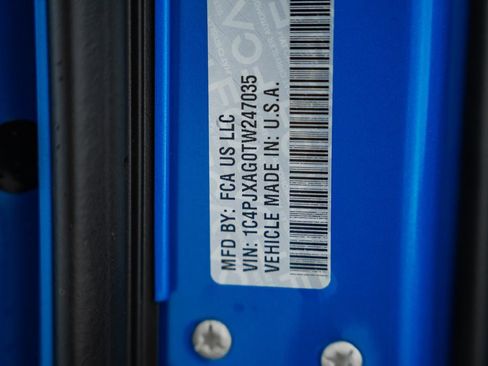 MFD BY: FCA US LLC
VIN: 1C4PJXAG0TW247035
VEHICLE MADE IN: U.S.A.